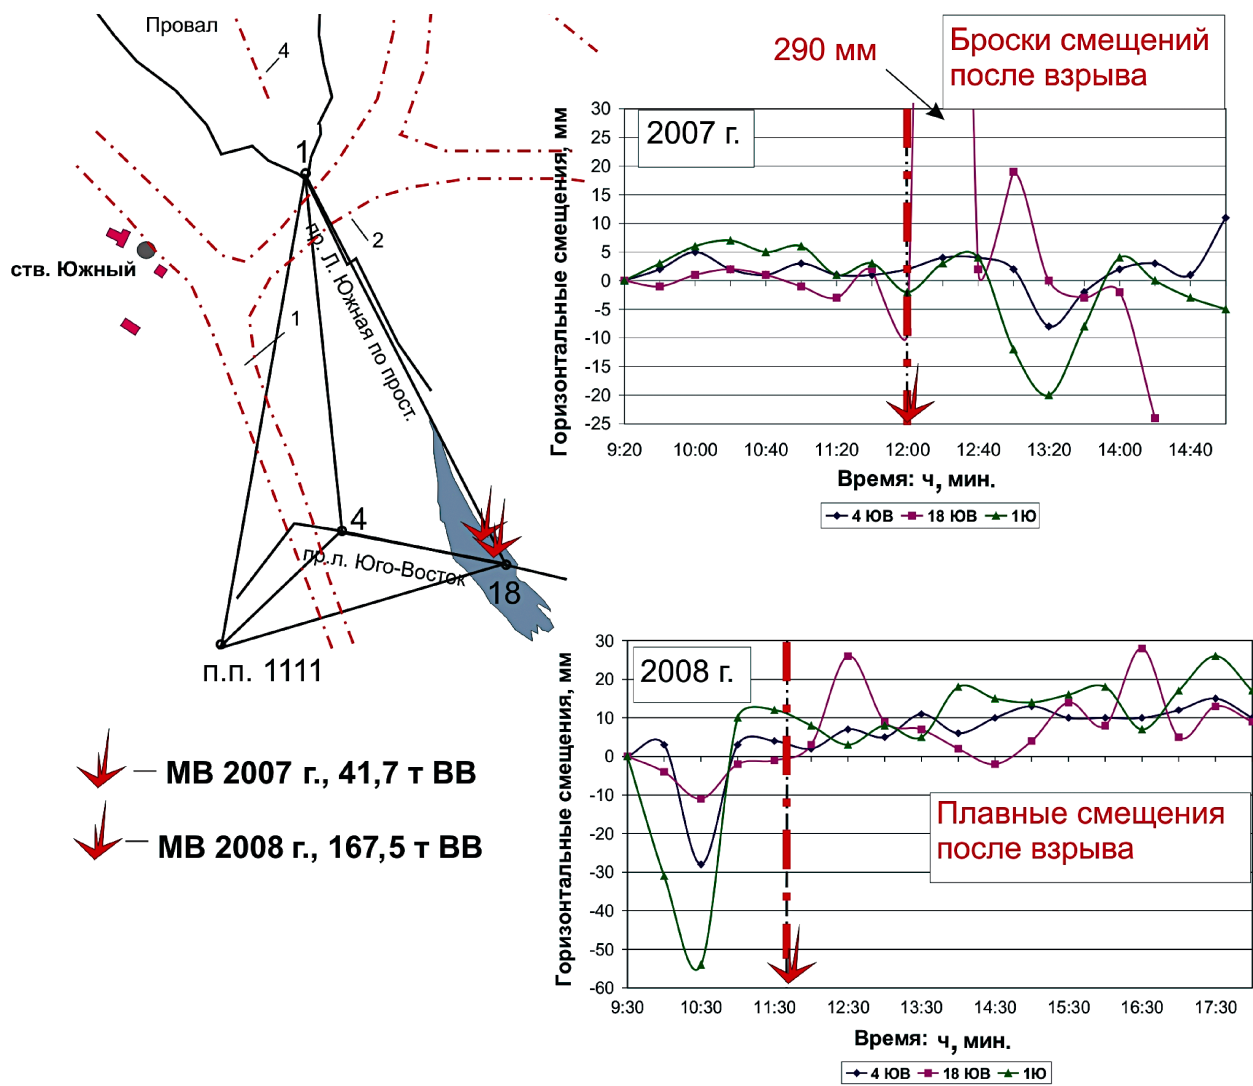 Провал
4
1
2
пр. Л. Южная по прост.
ств. Южный
1
4
пр.л. Юго-Восток
18
п.п. 1111
МВ 2007 г., 41,7 т ВВ
МВ 2008 г., 167,5 т ВВ
290 мм
Броски смещений
после взрыва
2007 г.
Горизонтальные смещения, мм
30
25
20
15
10
5
0
-5
-10
-15
-20
-25
9:20 10:00 10:40 11:20 12:00 12:40 13:20 14:00 14:40
Время: ч, мин.
4 ЮВ 18 ЮВ 1Ю
2008 г.
Горизонтальные смещения, мм
30
20
10
0
-10
-20
-30
-40
-50
-60
Плавные смещения
после взрыва
9:30 10:30 11:30 12:30 13:30 14:30 15:30 16:30 17:30
Время: ч, мин.
4 ЮВ 18 ЮВ 1Ю